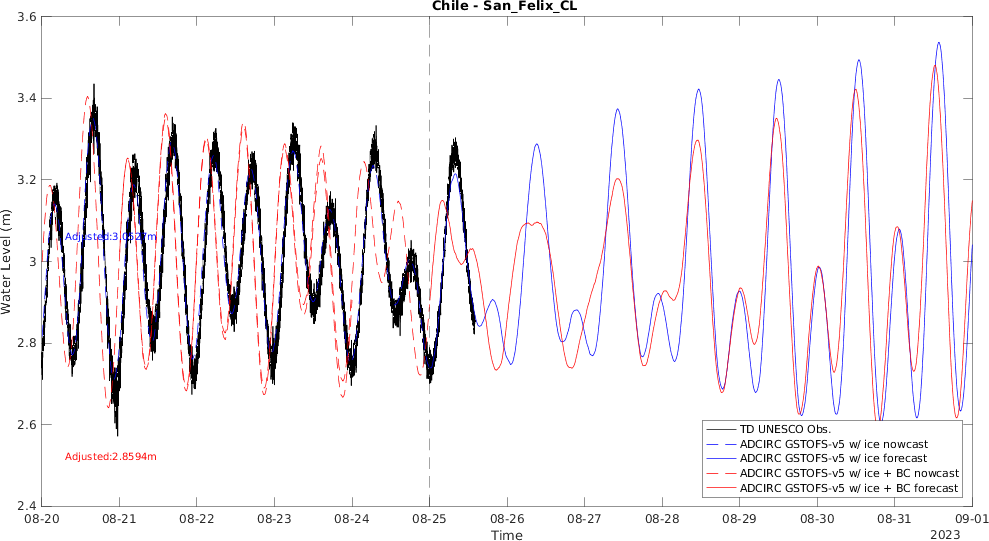 Chile - San_Felix_CL
Water Level (m)
3.6
3.4
3.2
3
2.8
2.6
2.4
Adjusted:3.0527m
Adjusted:2.8594m
TD UNESCO Obs.
ADCIRC GSTOFS-v5 w/ ice nowcast
ADCIRC GSTOFS-v5 w/ ice forecast
ADCIRC GSTOFS-v5 w/ ice + BC nowcast
ADCIRC GSTOFS-v5 w/ ice + BC forecast
08-20 08-21 08-22 08-23 08-24 08-25 08-26 08-27 08-28 08-29 08-30 08-31 09-01
Time
2023